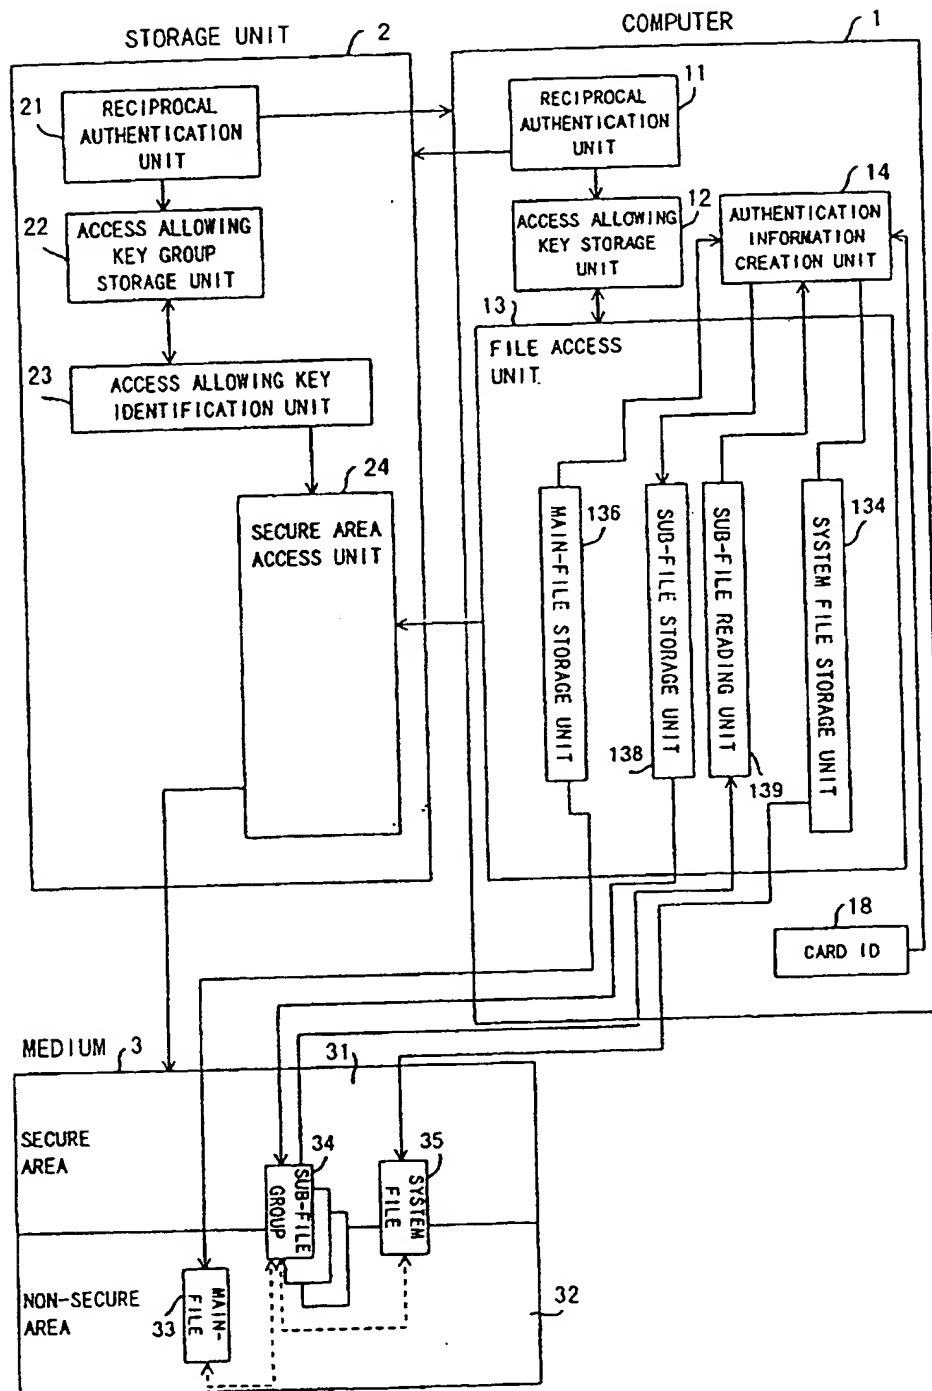 STORAGE UNIT
2
COMPUTER
1
21
RECIPROCAL
AUTHENTICATION
UNIT
11
RECIPROCAL
AUTHENTICATION
UNIT
22
ACCESS ALLOWING
KEY GROUP
STORAGE UNIT
12
ACCESS ALLOWING
KEY STORAGE
UNIT
14
AUTHENTICATION
INFORMATION
CREATION UNIT
23
ACCESS ALLOWING KEY
IDENTIFICATION UNIT
13
FILE ACCESS
UNIT
24
SECURE AREA
ACCESS UNIT
MAIN-FILE STORAGE UNIT
136
SUB-FILE STORAGE UNIT
138
SUB-FILE READING UNIT
139
SYSTEM FILE STORAGE UNIT
134
18
CARD ID
MEDIUM
3
31
SECURE
AREA
34
SUB-FILE
GROUP
35
SYSTEM
FILE
NON-SECURE
AREA
33
MAIN-
FILE
32